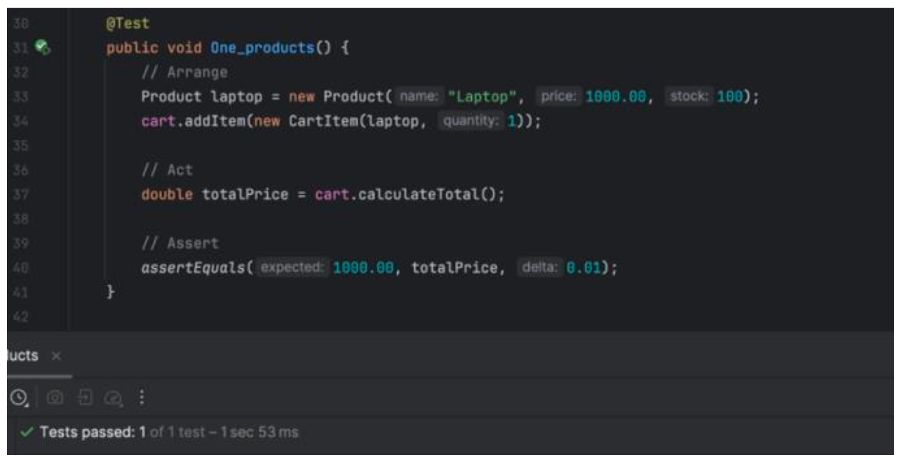 30 @Test
31 public void One_products() {
32 // Arrange
33 Product laptop = new Product( name: "Laptop", price: 1000.00, stock: 100);
34 cart.addItem(new CartItem(laptop, quantity: 1));
35
36 // Act
37 double totalPrice = cart.calculateTotal();
38
39 // Assert
40 assertEquals( expected: 1000.00, totalPrice, delta: 0.01);
41 }
42
ucts ×
Tests passed: 1 of 1 test – 1 sec 53 ms